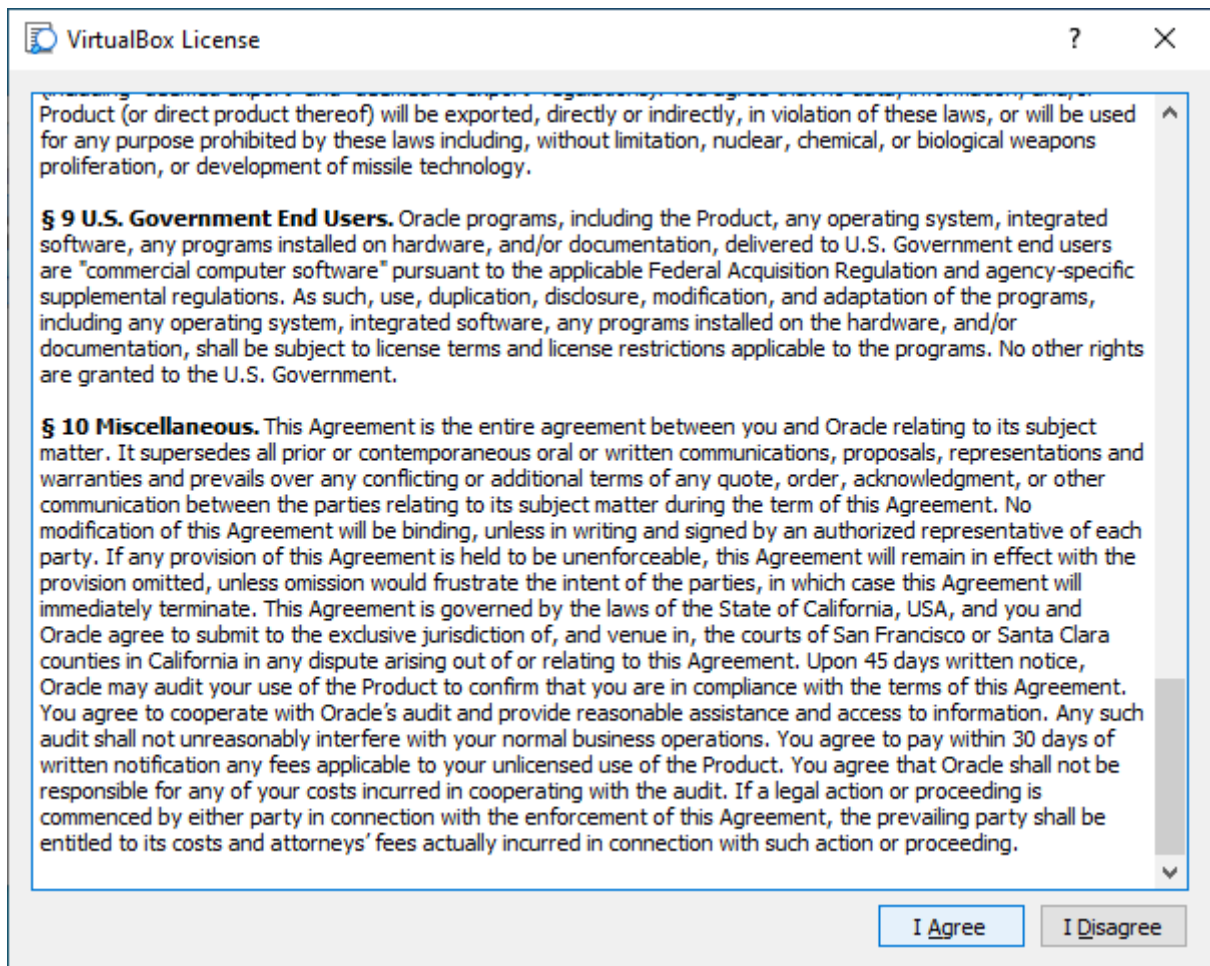 VirtualBox License
Product (or direct product thereof) will be exported, directly or indirectly, in violation of these laws, or will be used
for any purpose prohibited by these laws including, without limitation, nuclear, chemical, or biological weapons
proliferation, or development of missile technology.
§ 9 U.S. Government End Users. Oracle programs, including the Product, any operating system, integrated
software, any programs installed on hardware, and/or documentation, delivered to U.S. Government end users
are "commercial computer software" pursuant to the applicable Federal Acquisition Regulation and agency-specific
supplemental regulations. As such, use, duplication, disclosure, modification, and adaptation of the programs,
including any operating system, integrated software, any programs installed on the hardware, and/or
documentation, shall be subject to license terms and license restrictions applicable to the programs. No other rights
are granted to the U.S. Government.
§ 10 Miscellaneous. This Agreement is the entire agreement between you and Oracle relating to its subject
matter. It supersedes all prior or contemporaneous oral or written communications, proposals, representations and
warranties and prevails over any conflicting or additional terms of any quote, order, acknowledgment, or other
communication between the parties relating to its subject matter during the term of this Agreement. No
modification of this Agreement will be binding, unless in writing and signed by an authorized representative of each
party. If any provision of this Agreement is held to be unenforceable, this Agreement will remain in effect with the
provision omitted, unless omission would frustrate the intent of the parties, in which case this Agreement will
immediately terminate. This Agreement is governed by the laws of the State of California, USA, and you and
Oracle agree to submit to the exclusive jurisdiction of, and venue in, the courts of San Francisco or Santa Clara
counties in California in any dispute arising out of or relating to this Agreement. Upon 45 days written notice,
Oracle may audit your use of the Product to confirm that you are in compliance with the terms of this Agreement.
You agree to cooperate with Oracle’s audit and provide reasonable assistance and access to information. Any such
audit shall not unreasonably interfere with your normal business operations. You agree to pay within 30 days of
written notification any fees applicable to your unlicensed use of the Product. You agree that Oracle shall not be
responsible for any of your costs incurred in cooperating with the audit. If a legal action or proceeding is
commenced by either party in connection with the enforcement of this Agreement, the prevailing party shall be
entitled to its costs and attorneys’ fees actually incurred in connection with such action or proceeding.
I Agree
I Disagree